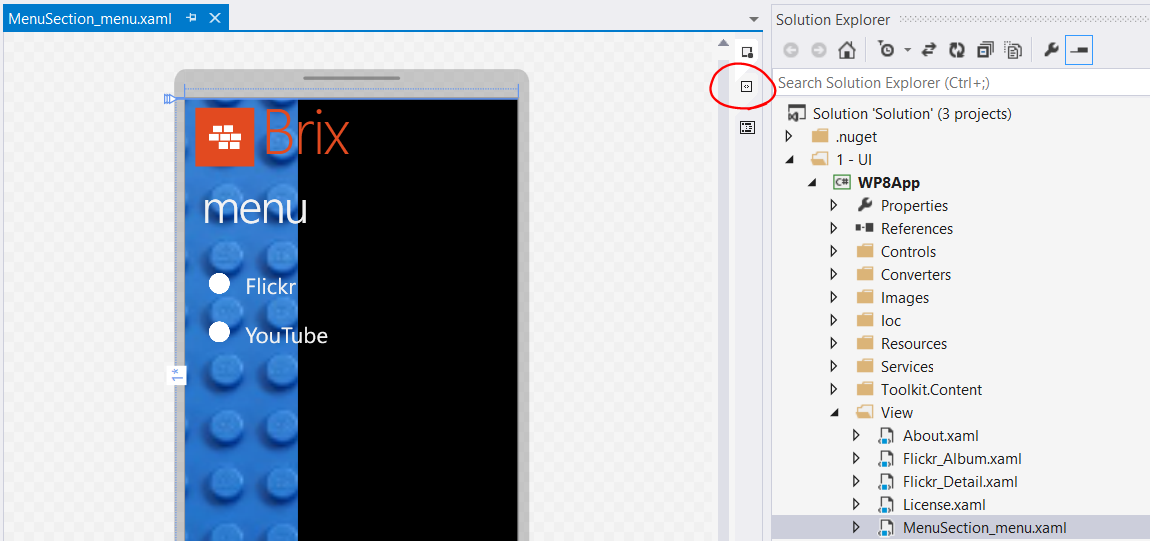 MenuSection_menu.xaml
Brix
menu
Flickr
YouTube
1*
Solution Explorer
Search Solution Explorer (Ctrl+;)
Solution 'Solution' (3 projects)
.nuget
1 - UI
C# WP8App
Properties
References
Controls
Converters
Images
Ioc
Resources
Services
Toolkit.Content
View
About.xaml
Flickr_Album.xaml
Flickr_Detail.xaml
License.xaml
MenuSection_menu.xaml